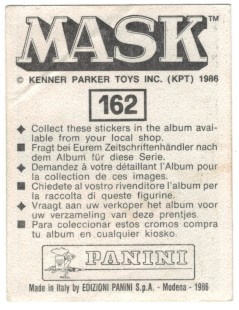 MASK™
© KENNER PARKER TOYS INC. (KPT) 1986
162
◆ Collect these stickers in the album avai-
lable from your local shop.
■ Fragt bei Eurem Zeitschriftenhändler nach
dem Album für diese Serie.
◆ Demandez à votre détaillant l'Album pour
la collection de ces images.
■ Chiedete al vostro rivenditore l'album per
la raccolta di queste figurine.
◆ Vraagt aan uw verkoper het album voor
uw verzameling van deze prentjes.
■ Para coleccionar estos cromos compra
tu album en cualquier kiosko.
PANINI
Made in Italy by EDIZIONI PANINI S.p.A. - Modena - 1986